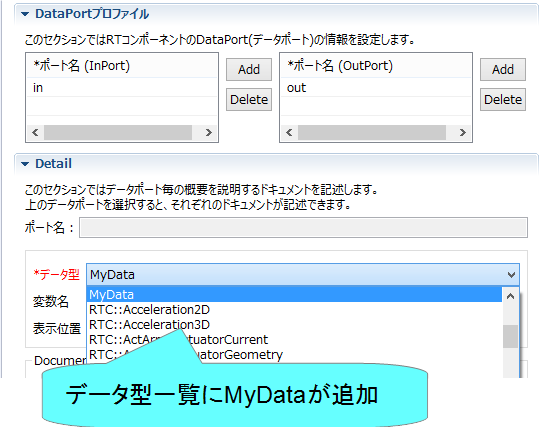 DataPortプロファイル
このセクションではRTコンポーネントのDataPort(データポート)の情報を設定します。
*ポート名 (InPort)
in
Add
Delete
*ポート名 (OutPort)
out
Add
Delete
Detail
このセクションではデータポート毎の概要を説明するドキュメントを記述します。
上のデータポートを選択すると、それぞれのドキュメントが記述できます。
ポート名:
*データ型 MyData
MyData
変数名
RTC::Acceleration2D
RTC::Acceleration3D
表示位置
RTC::ActArm
uatorCurrent
uatorGeometry
Documen
データ型一覧にMyDataが追加